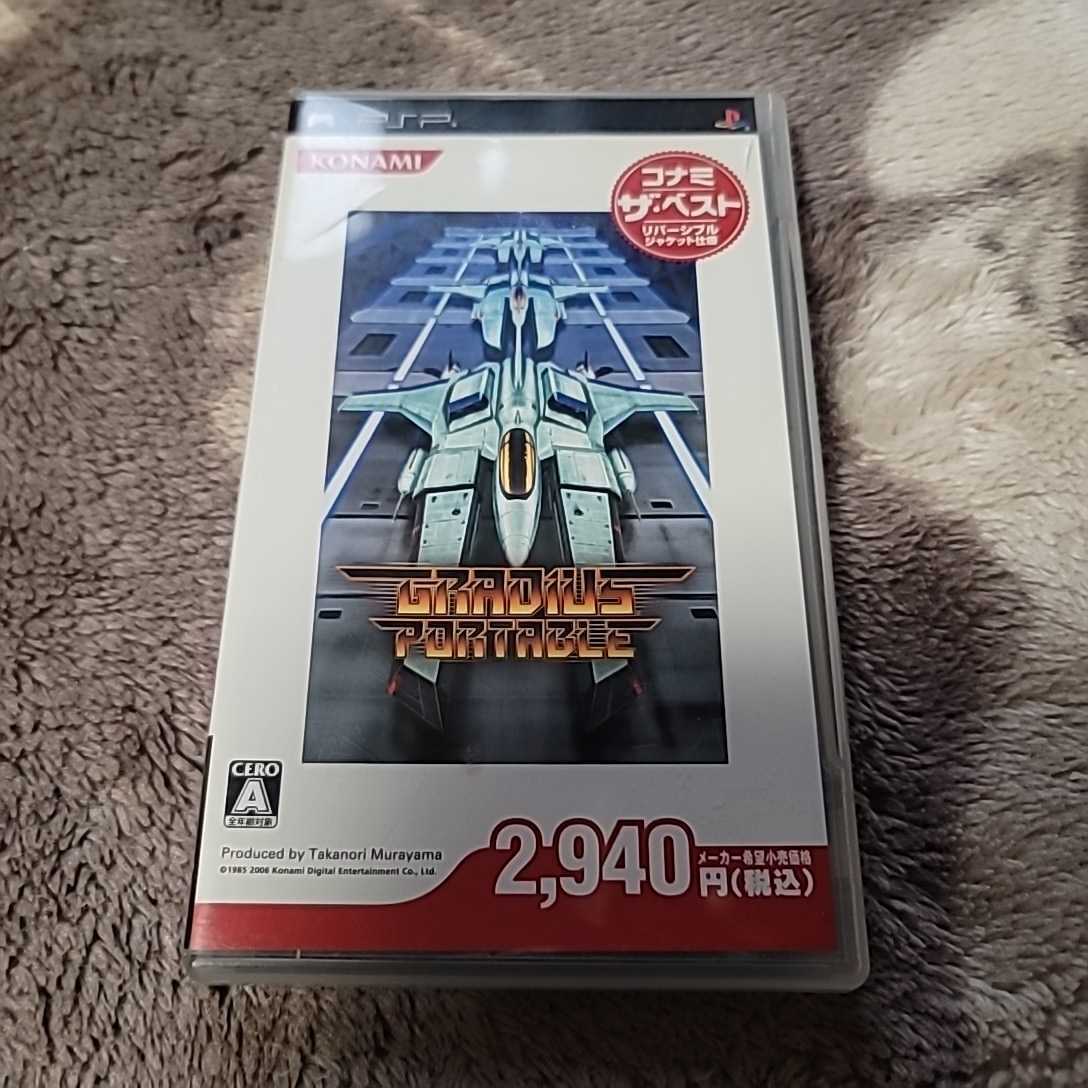 PSP
KONAMI
コナミ
ザ・ベスト
リバーシブル
ジャケット仕様
GRADIUS
PORTABLE
CERO
A
全年齢対象
Produced by Takanori Murayama
©1985 2006 Konami Digital Entertainment Co., Ltd.
2,940
メーカー希望小売価格
円(税込)